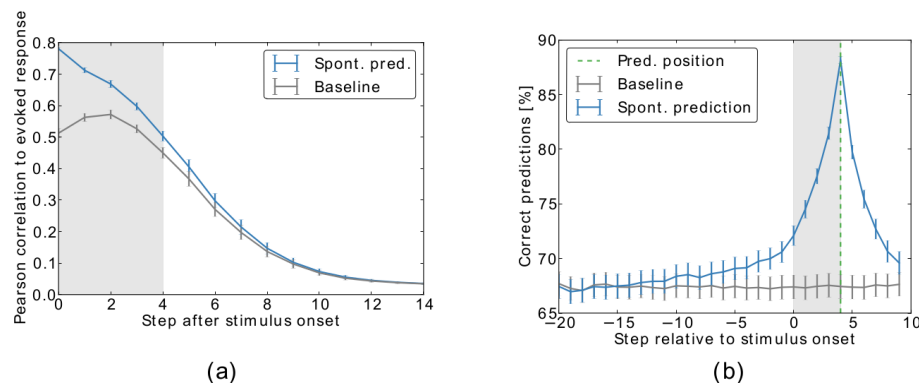 Pearson correlation to evoked response
0.8
0.7
0.6
0.5
0.4
0.3
0.2
0.1
0.0
Spont. pred.
Baseline
0 2 4 6 8 10 12 14
Step after stimulus onset
(a)
Correct predictions [%]
90
85
80
75
70
65
Pred. position
Baseline
Spont. prediction
−20 −15 −10 −5 0 5 10
Step relative to stimulus onset
(b)